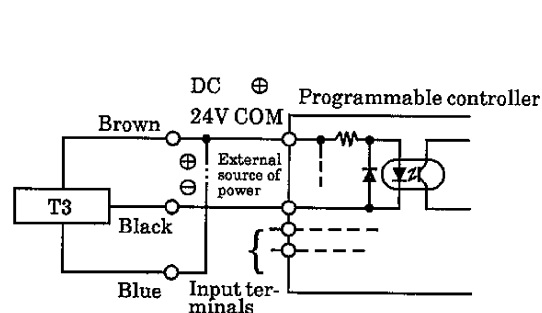 DC ⊕
24V COM
Programmable controller
Brown
⊕
⊖
External
source of
power
T3
Black
Blue
Input ter-
minals